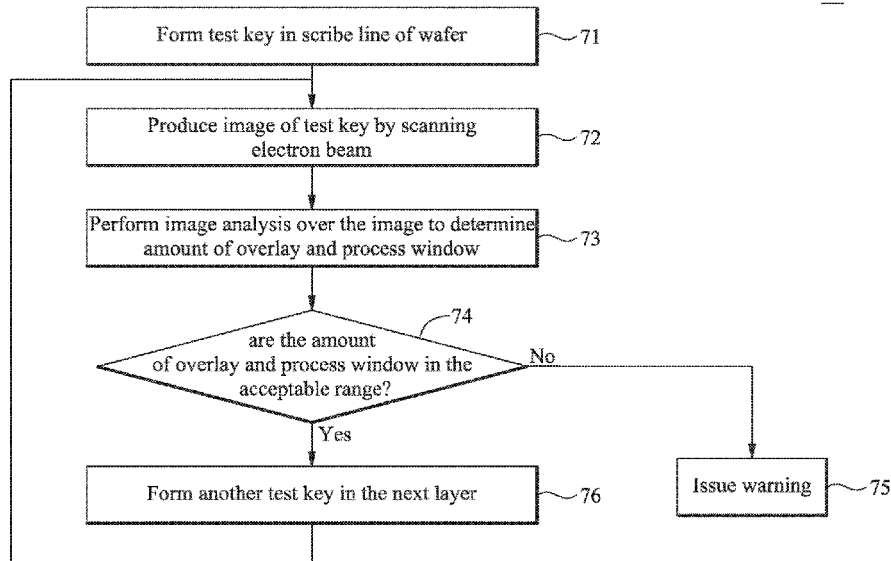 Form test key in scribe line of wafer
71
Produce image of test key by scanning
electron beam
72
Perform image analysis over the image to determine
amount of overlay and process window
73
74
are the amount
of overlay and process window in the
acceptable range?
No
Yes
Form another test key in the next layer
76
Issue warning
75